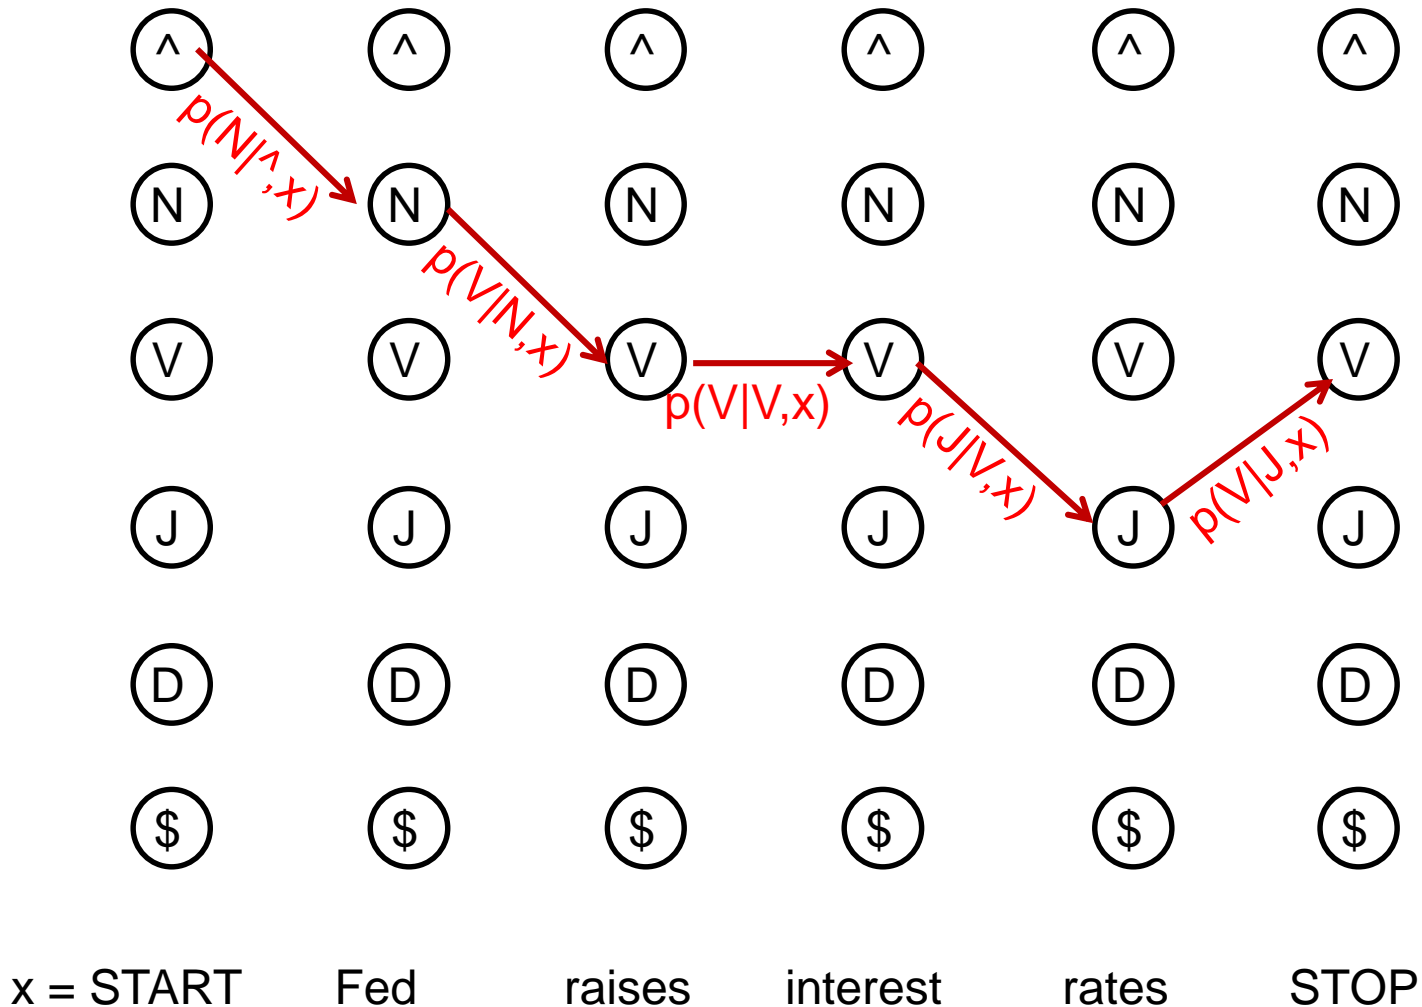 ^ ^ ^ ^ ^ ^
p(N|^,x)
N N N N N N
p(V|N,x)
V V V V V V
p(V|V,x)
p(J|V,x)
p(V|J,x)
J J J J J J
D D D D D D
$ $ $ $ $ $
x = START Fed raises interest rates STOP